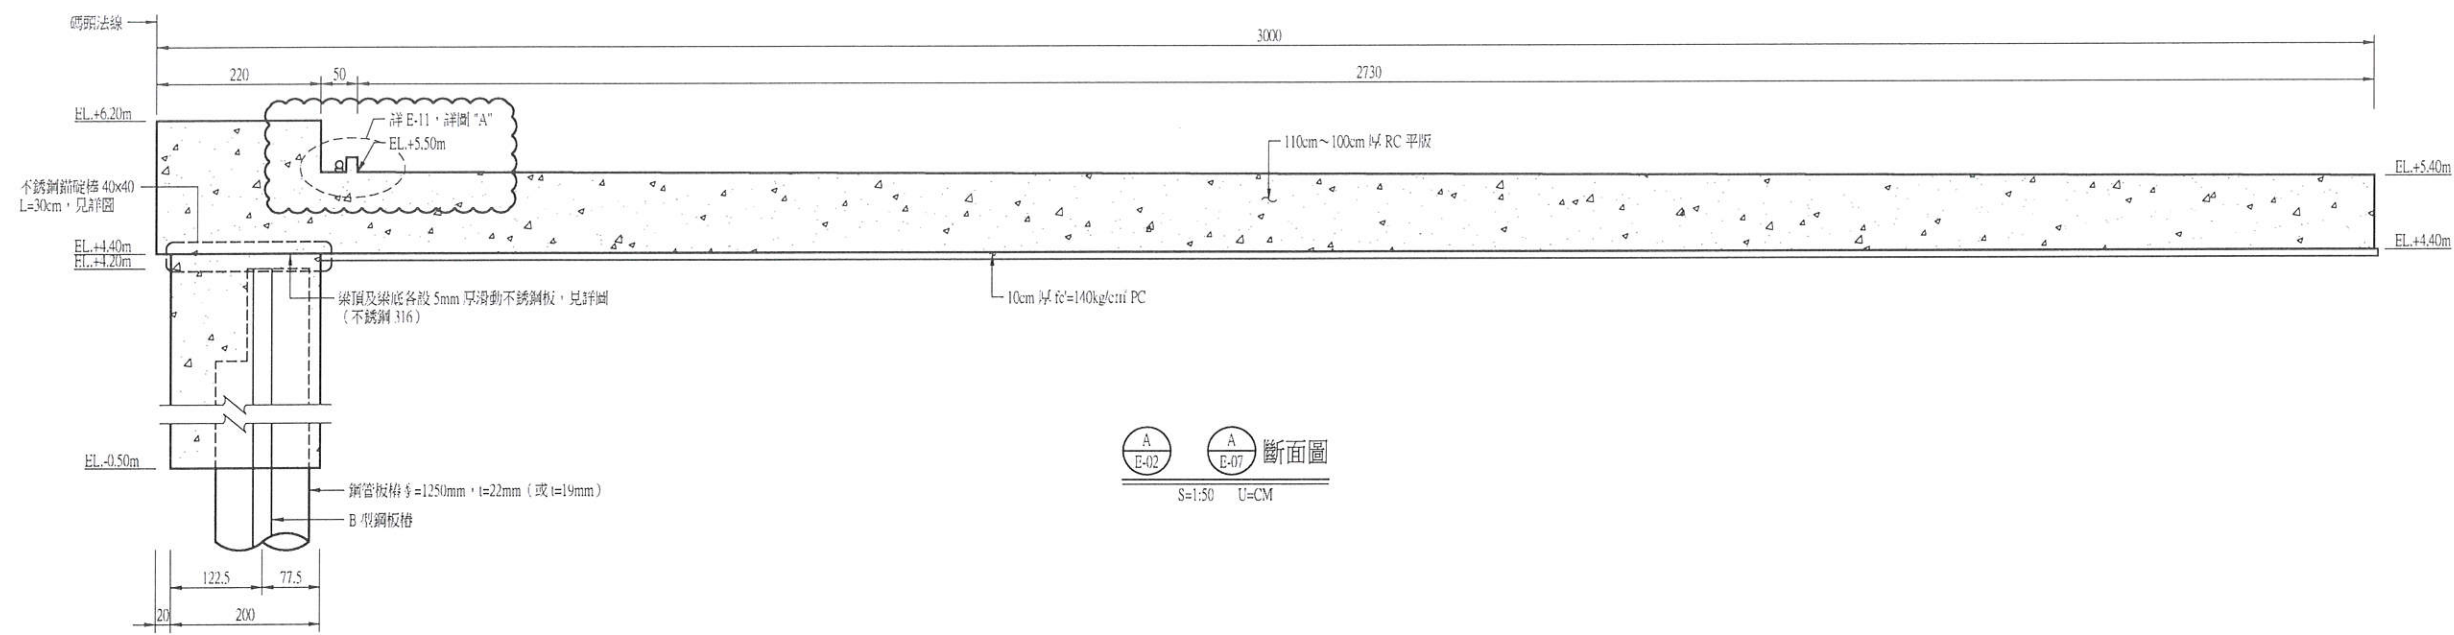 碼頭法線
3000
220
50
2730
EL.+6.20m
詳 E-11，詳圖 "A"
EL.+5.50m
110cm～100cm 厚 RC 平版
EL.+5.40m
不銹鋼錨碇棒 40x40
L=30cm，見詳圖
EL.+4.40m
EL.+4.20m
EL.+4.40m
梁頂及梁底各設 5mm 厚滑動不銹鋼板，見詳圖
（不銹鋼 316）
10cm 厚 fc'=140kg/cm² PC
A
E-02
A
E-07
斷面圖
S=1:50 U=CM
EL.-0.50m
鋼管板樁 φ=1250mm，t=22mm（或 t=19mm）
B 型鋼板樁
122.5
77.5
20
200